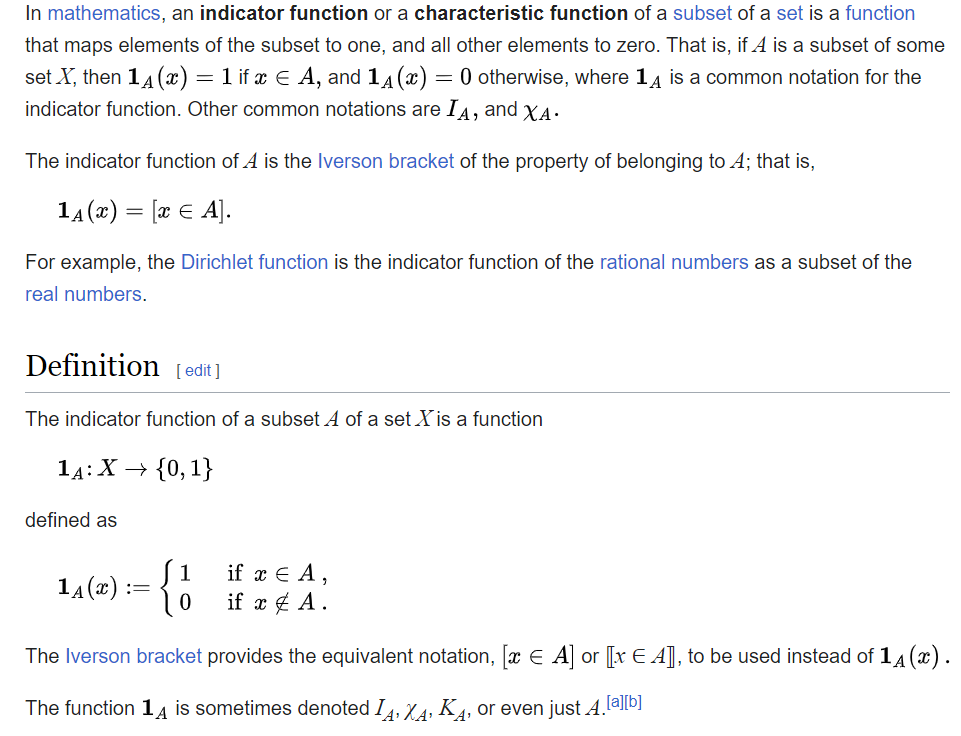 In mathematics, an indicator function or a characteristic function of a subset of a set is a function
that maps elements of the subset to one, and all other elements to zero. That is, if A is a subset of some
set X, then 𝟏_A(x) = 1 if x ∈ A, and 𝟏_A(x) = 0 otherwise, where 𝟏_A is a common notation for the
indicator function. Other common notations are I_A, and χ_A.
The indicator function of A is the Iverson bracket of the property of belonging to A; that is,
𝟏_A(x) = [x ∈ A].
For example, the Dirichlet function is the indicator function of the rational numbers as a subset of the
real numbers.
Definition [ edit ]
The indicator function of a subset A of a set X is a function
𝟏_A: X → {0, 1}
defined as
𝟏_A(x) := { 1 if x ∈ A ,
0 if x ∉ A .
The Iverson bracket provides the equivalent notation, [x ∈ A] or ⟦x ∈ A⟧, to be used instead of 𝟏_A(x) .
The function 𝟏_A is sometimes denoted I_A, χ_A, K_A, or even just A.[a][b]